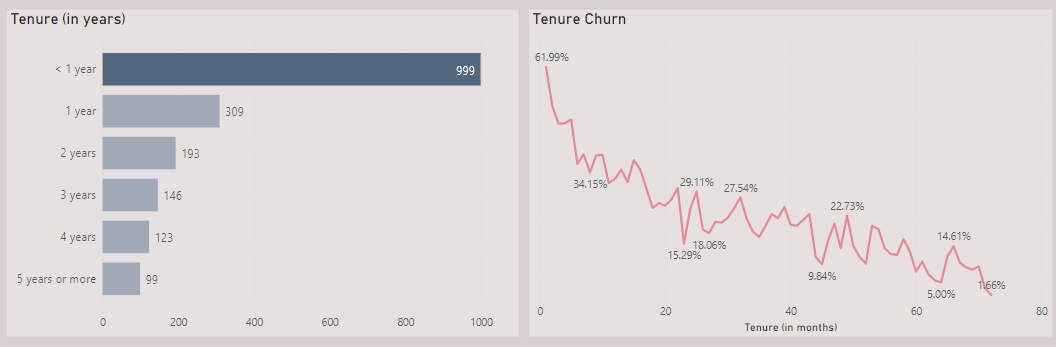 Tenure (in years)
< 1 year 999
1 year 309
2 years 193
3 years 146
4 years 123
5 years or more 99
0 200 400 600 800 1000
Tenure Churn
61.99%
34.15%
29.11%
27.54%
15.29%
18.06%
22.73%
9.84%
14.61%
5.00%
1.66%
0 20 40 60 80
Tenure (in months)